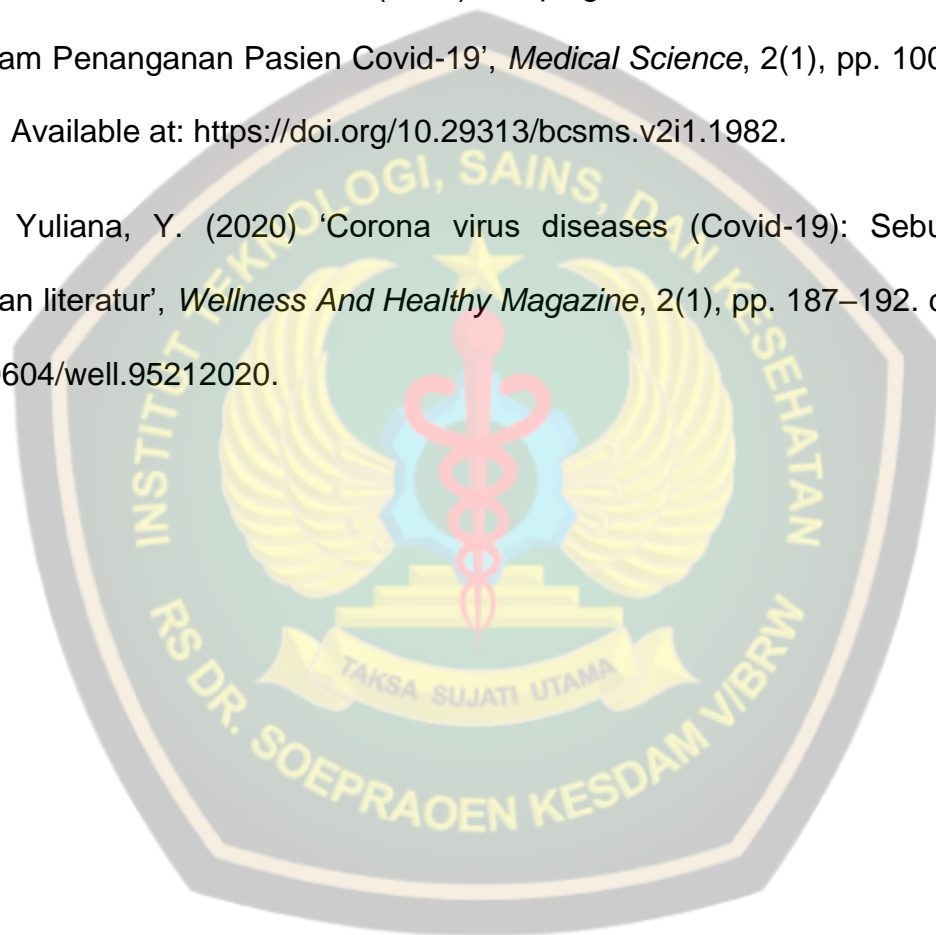 am Penanganan Pasien Covid-19’, Medical Science, 2(1), pp. 100
Available at: https://doi.org/10.29313/bcsms.v2i1.1982.
Yuliana, Y. (2020) ‘Corona virus diseases (Covid-19): Sebu
an literatur’, Wellness And Healthy Magazine, 2(1), pp. 187–192.
604/well.95212020.
INSTITUT TEKNOLOGI, SAINS, DAN KESEHATAN
TAKSA SUJATI UTAMA
RS DR. SOEPRAOEN KESDAM V/BRW